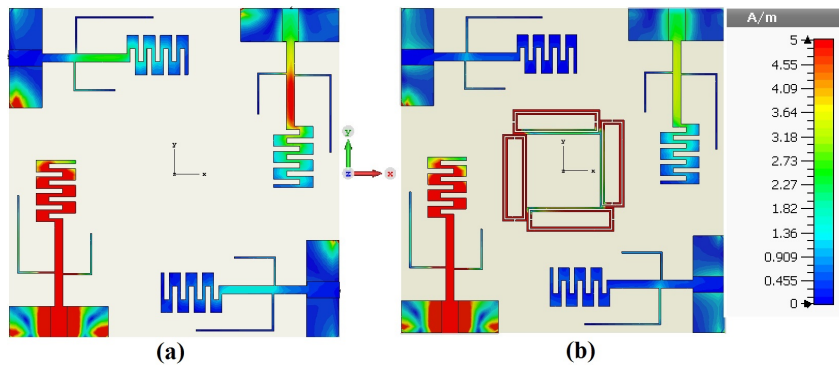 A/m
5
4.55
4.09
3.64
3.18
2.73
2.27
1.82
1.36
0.909
0.455
0
y
x
y
z
x
y
x
(a)
(b)